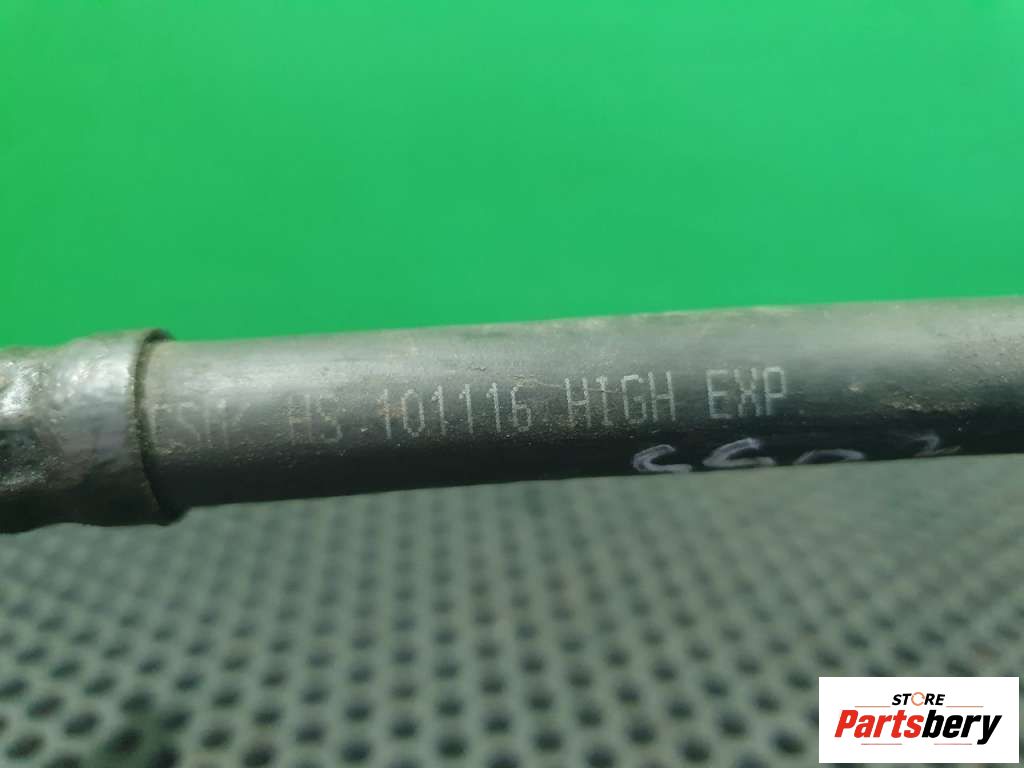 HS 101116 HIGH EXP
STORE
Partsbery